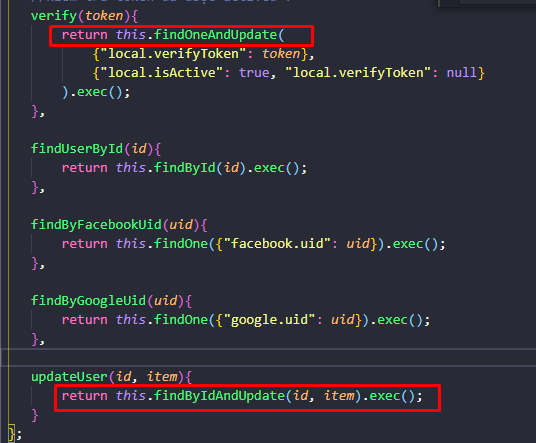 verify(token){
return this.findOneAndUpdate(
{"local.verifyToken": token},
{"local.isActive": true, "local.verifyToken": null}
).exec();
},
findUserById(id){
return this.findById(id).exec();
},
findByFacebookUid(uid){
return this.findOne({"facebook.uid": uid}).exec();
},
findByGoogleUid(uid){
return this.findOne({"google.uid": uid}).exec();
},
updateUser(id, item){
return this.findByIdAndUpdate(id, item).exec();
}
};